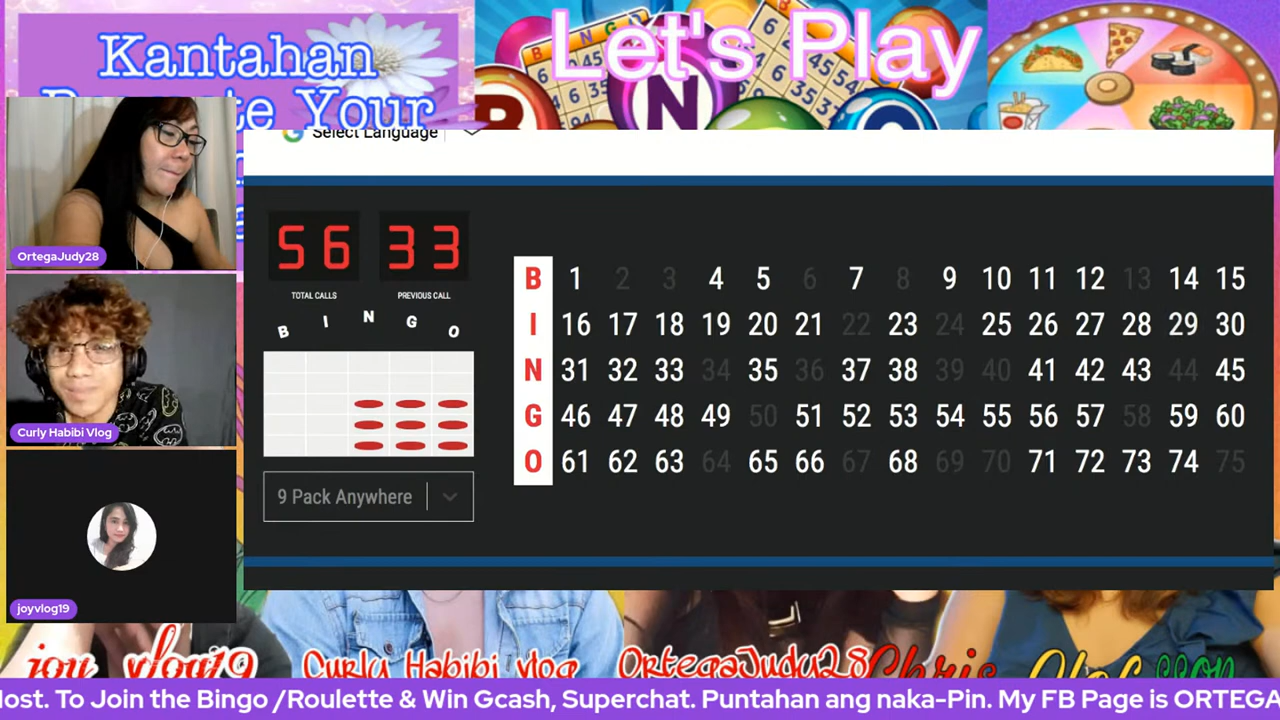 Kantahan
Let's Play
Select Language
OrtegaJudy28
56 33
TOTAL CALLS PREVIOUS CALL
B I N G O
B 1 2 3 4 5 6 7 8 9 10 11 12 13 14 15
I 16 17 18 19 20 21 22 23 24 25 26 27 28 29 30
N 31 32 33 34 35 36 37 38 39 40 41 42 43 44 45
G 46 47 48 49 50 51 52 53 54 55 56 57 58 59 60
O 61 62 63 64 65 66 67 68 69 70 71 72 73 74 75
Curly Habibi Vlog
9 Pack Anywhere
joyvlog19
joy vlog19 Curly Habibi vlog OrtegaJudy28
Host. To Join the Bingo /Roulette & Win Gcash, Superchat. Puntahan ang naka-Pin. My FB Page is ORTEGA